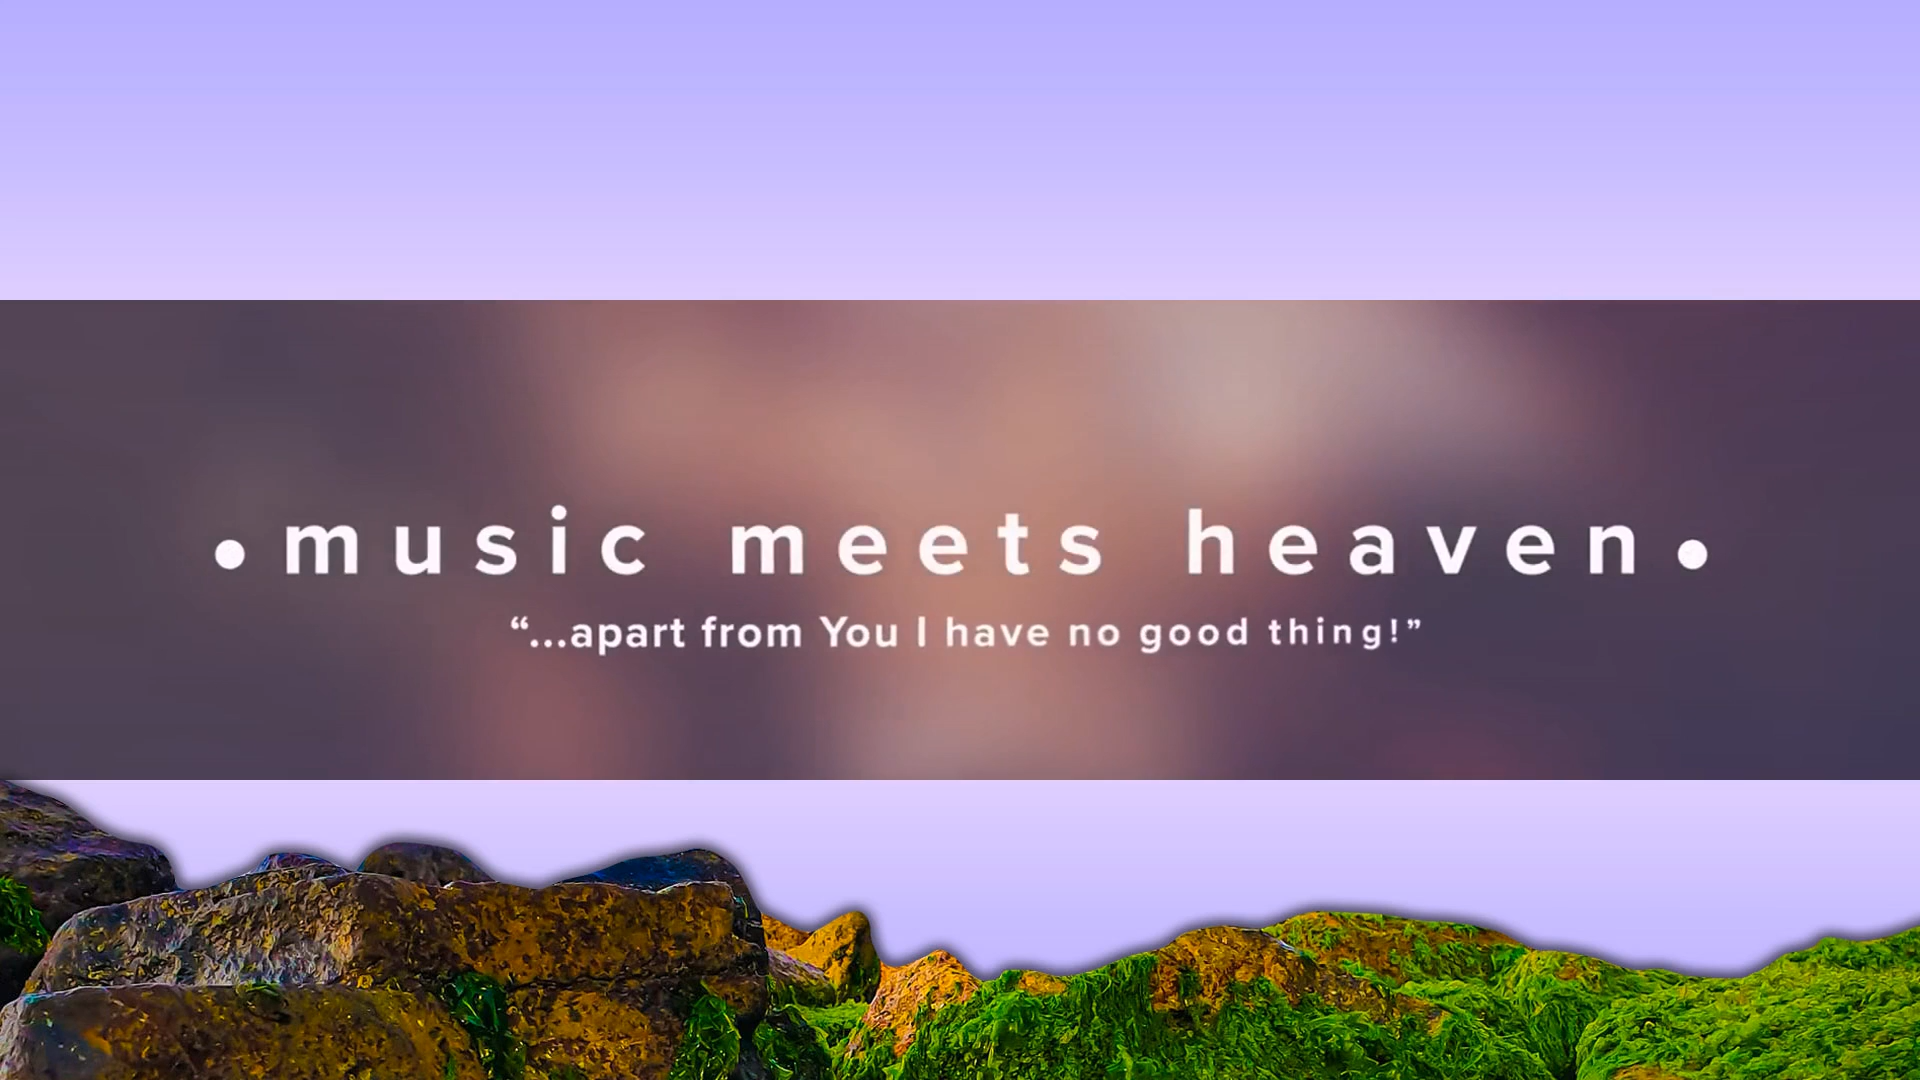 •music meets heaven•
“...apart from You I have no good thing!”